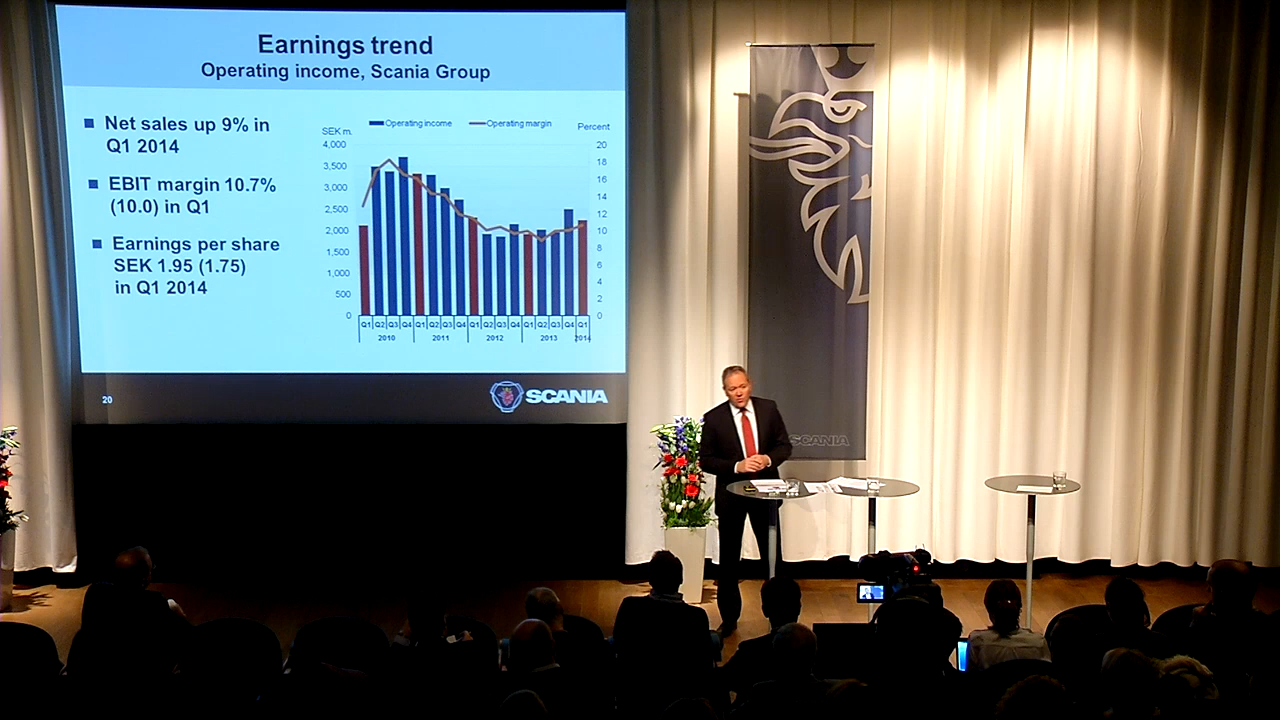 Earnings trend
Operating income, Scania Group
Net sales up 9% in
Q1 2014
EBIT margin 10.7%
(10.0) in Q1
Earnings per share
SEK 1.95 (1.75)
in Q1 2014
Operating income Operating margin
SEK m. Percent
4,000 20
18
3,500 16
3,000 14
2,500 12
2,000 10
1,500 8
6
1,000 4
500 2
0 0
Q1 Q2 Q3 Q4 Q1 Q2 Q3 Q4 Q1 Q2 Q3 Q4 Q1 Q2 Q3 Q4 Q1
2010 2011 2012 2013 2014
20
SCANIA
SCANIA